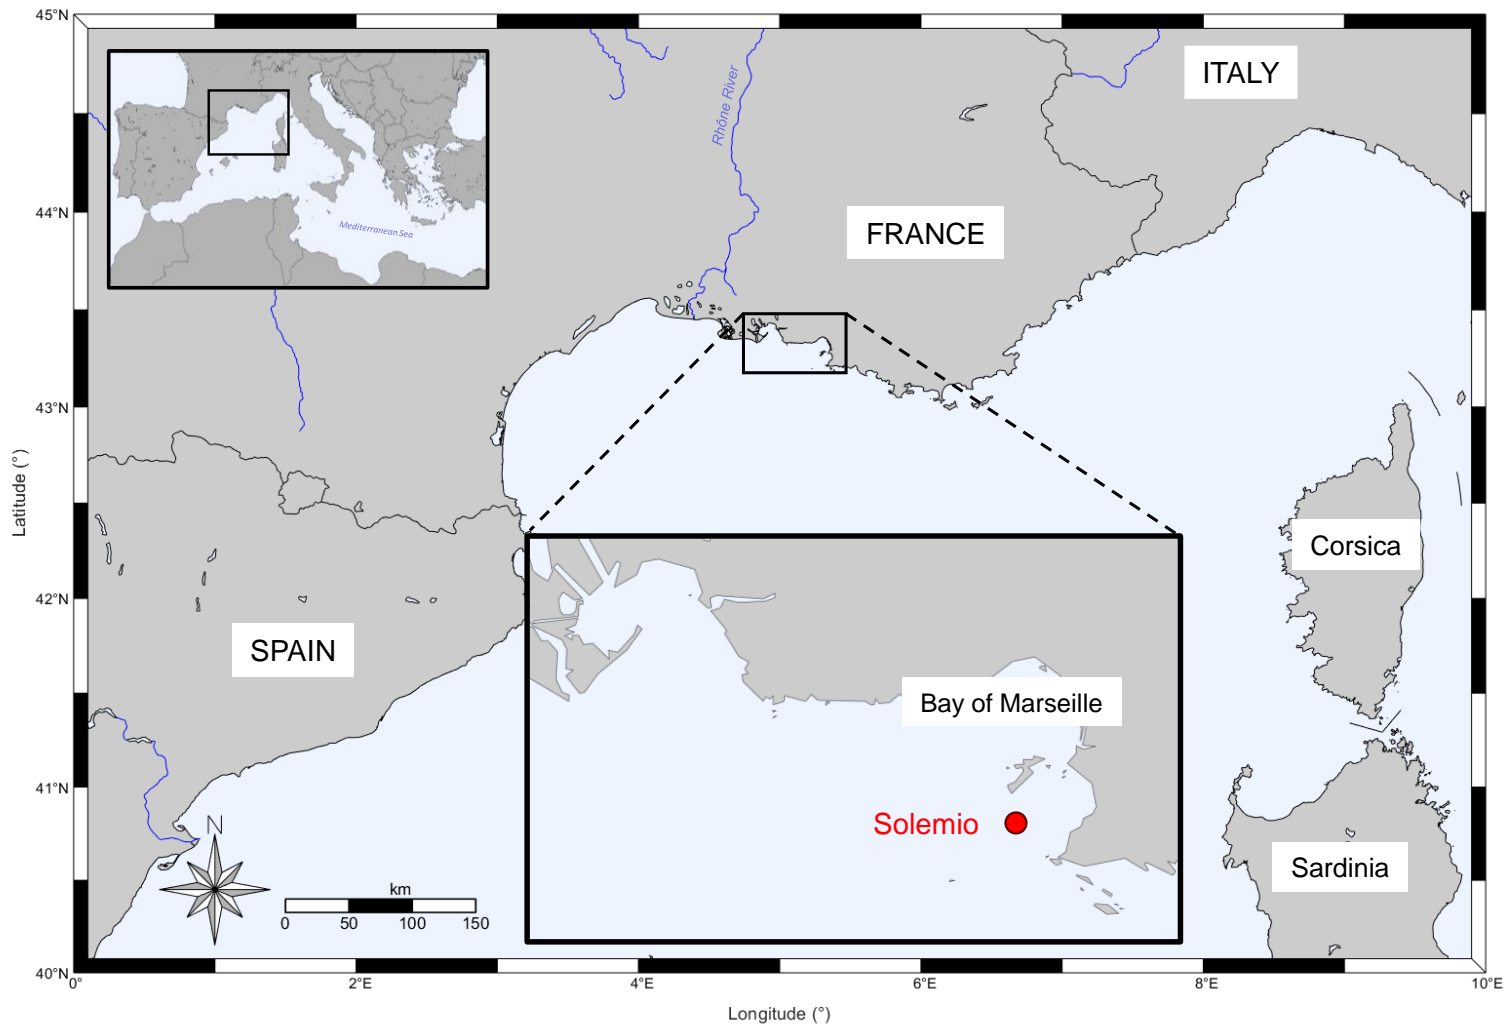 45°N
ITALY
Rhône River
44°N
Mediterranean Sea
FRANCE
43°N
Latitude (°)
Corsica
42°N
SPAIN
Bay of Marseille
41°N
N
Solemio
Sardinia
km
0 50 100 150
40°N
0° 2°E 4°E 6°E 8°E 10°E
Longitude (°)